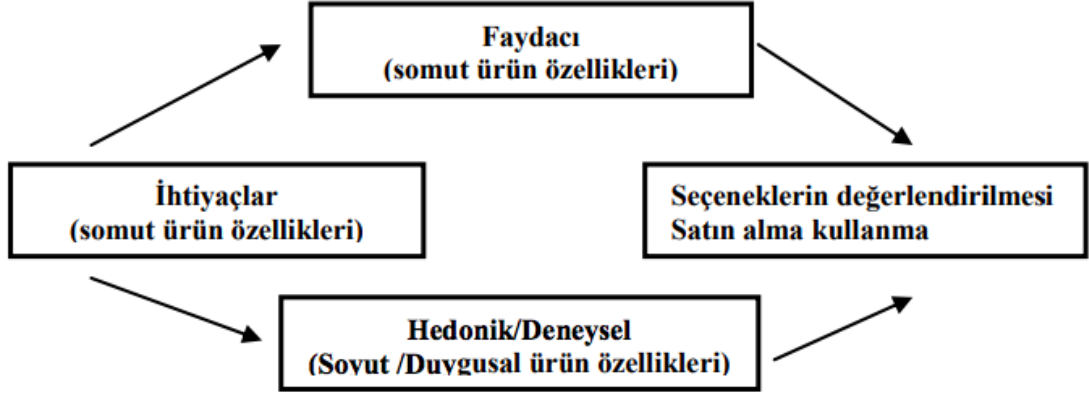 Faydacı
(somut ürün özellikleri)
İhtiyaçlar
(somut ürün özellikleri)
Seçeneklerin değerlendirilmesi
Satın alma kullanma
Hedonik/Deneysel
(Soyut /Duygusal ürün özellikleri)